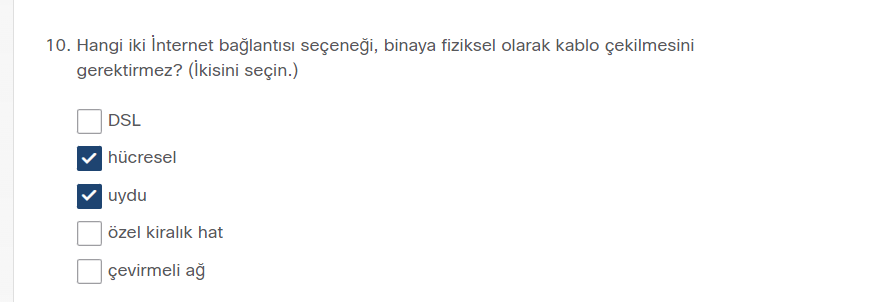 10. Hangi iki İnternet bağlantısı seçeneği, binaya fiziksel olarak kablo çekilmesini
gerektirmez? (İkisini seçin.)
DSL
hücresel
uydu
özel kiralık hat
çevirmeli ağ